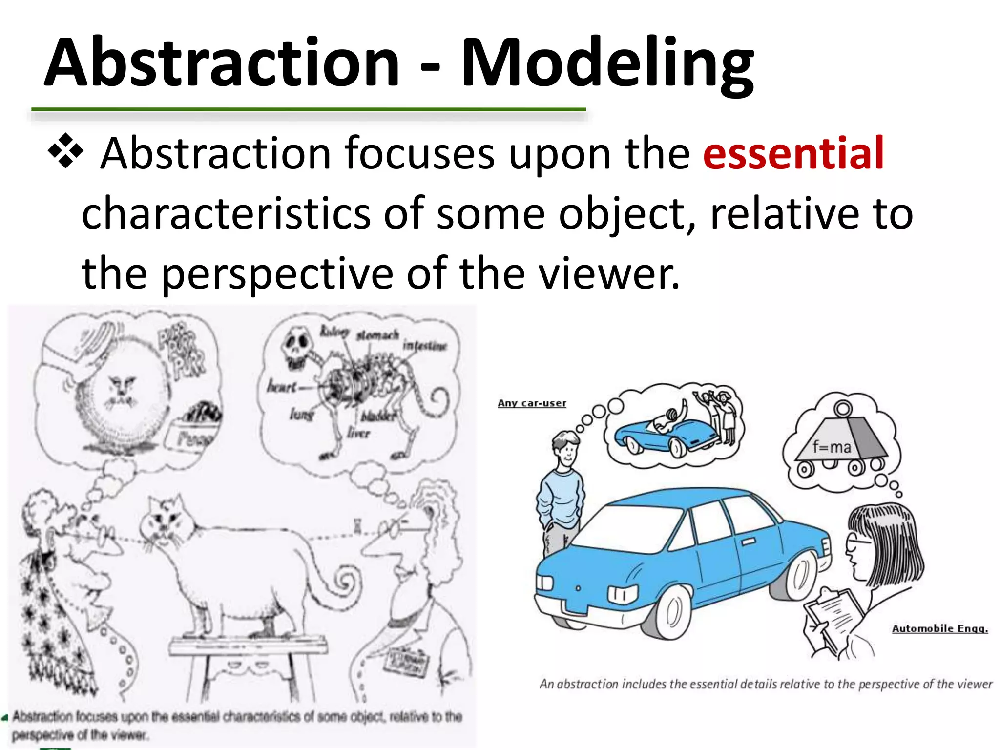 Abstraction - Modeling
❖ Abstraction focuses upon the essential
characteristics of some object, relative to
the perspective of the viewer.
PURR
PURR
PURR
Puss
kidney
stomach
intestine
heart
lung
bladder
liver
Any car-user
f=ma
Automobile Engg.
An abstraction includes the essential details relative to the perspective of the viewer
Abstraction focuses upon the essential characteristics of some object, relative to the
perspective of the viewer.